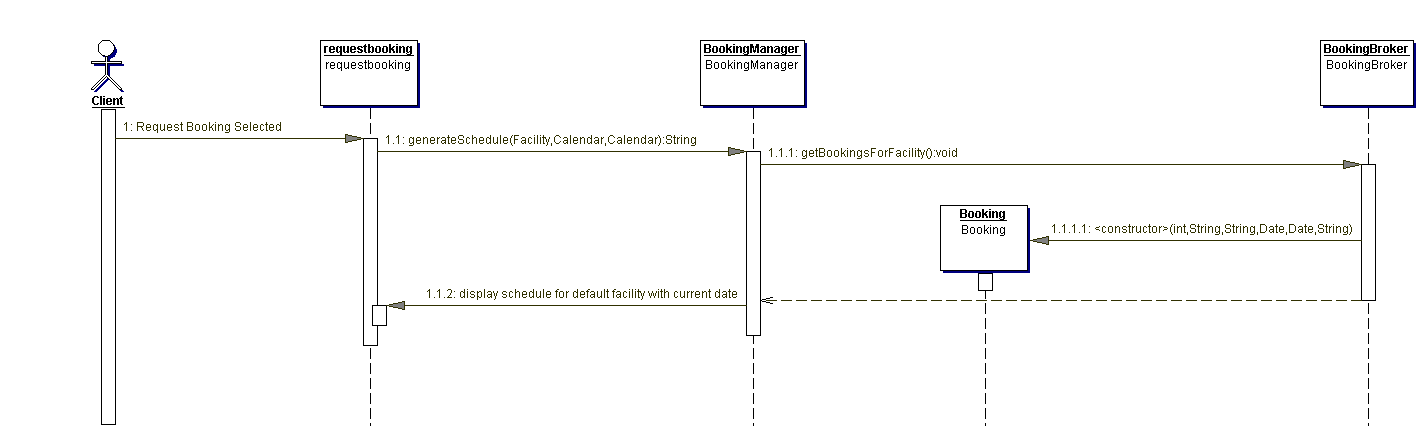 requestbooking
requestbooking
BookingManager
BookingManager
BookingBroker
BookingBroker
Client
1: Request Booking Selected
1.1: generateSchedule(Facility,Calendar,Calendar):String
1.1.1: getBookingsForFacility():void
Booking
Booking
1.1.1.1: <constructor>(int,String,String,Date,Date,String)
1.1.2: display schedule for default facility with current date